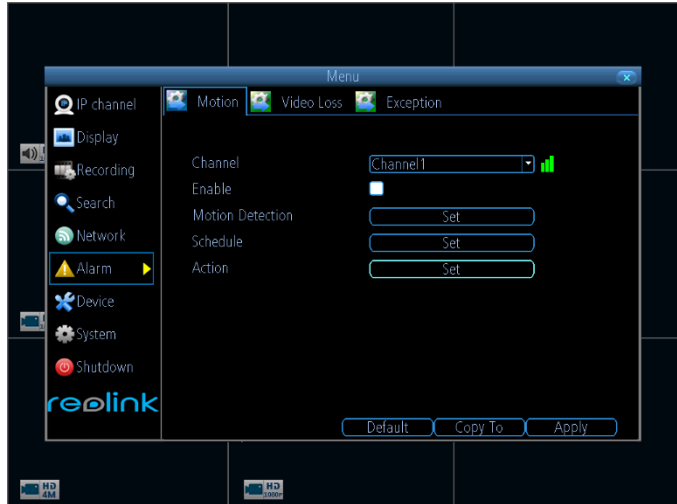 Menu
IP channel
Display
Recording
Search
Network
Alarm
Device
System
Shutdown
reolink
Motion Video Loss Exception
Channel Channel1
Enable
Motion Detection Set
Schedule Set
Action Set
Default Copy To Apply
HD
4M
HD
1080P